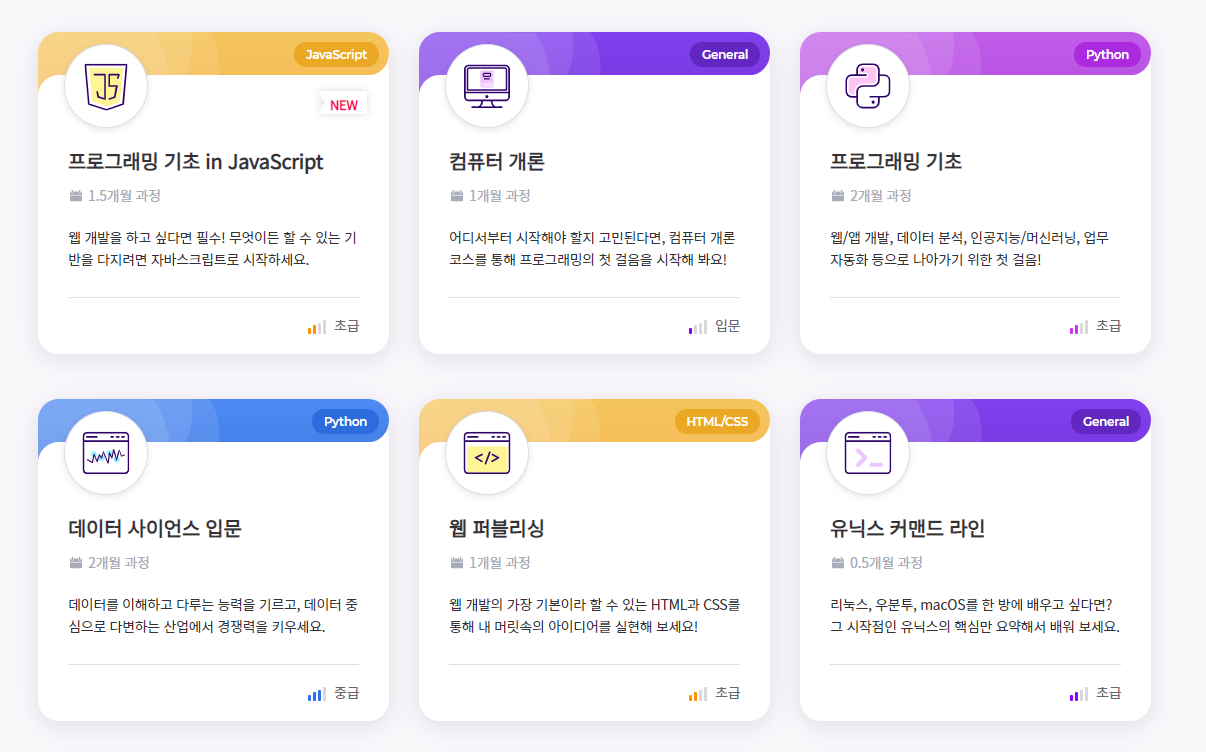 JavaScript
JS
NEW
프로그래밍 기초 in JavaScript
1.5개월 과정
웹 개발을 하고 싶다면 필수! 무엇이든 할 수 있는 기
반을 다지려면 자바스크립트로 시작하세요.
초급
General
컴퓨터 개론
1개월 과정
어디서부터 시작해야 할지 고민된다면, 컴퓨터 개론
코스를 통해 프로그래밍의 첫 걸음을 시작해 봐요!
입문
Python
프로그래밍 기초
2개월 과정
웹/앱 개발, 데이터 분석, 인공지능/머신러닝, 업무
자동화 등으로 나아가기 위한 첫 걸음!
초급
Python
데이터 사이언스 입문
2개월 과정
데이터를 이해하고 다루는 능력을 기르고, 데이터 중
심으로 다변하는 산업에서 경쟁력을 키우세요.
중급
HTML/CSS
</>
웹 퍼블리싱
1개월 과정
웹 개발의 가장 기본이라 할 수 있는 HTML과 CSS를
통해 내 머릿속의 아이디어를 실현해 보세요!
초급
General
>_
유닉스 커맨드 라인
0.5개월 과정
리눅스, 우분투, macOS를 한 방에 배우고 싶다면?
그 시작점인 유닉스의 핵심만 요약해서 배워 보세요.
초급